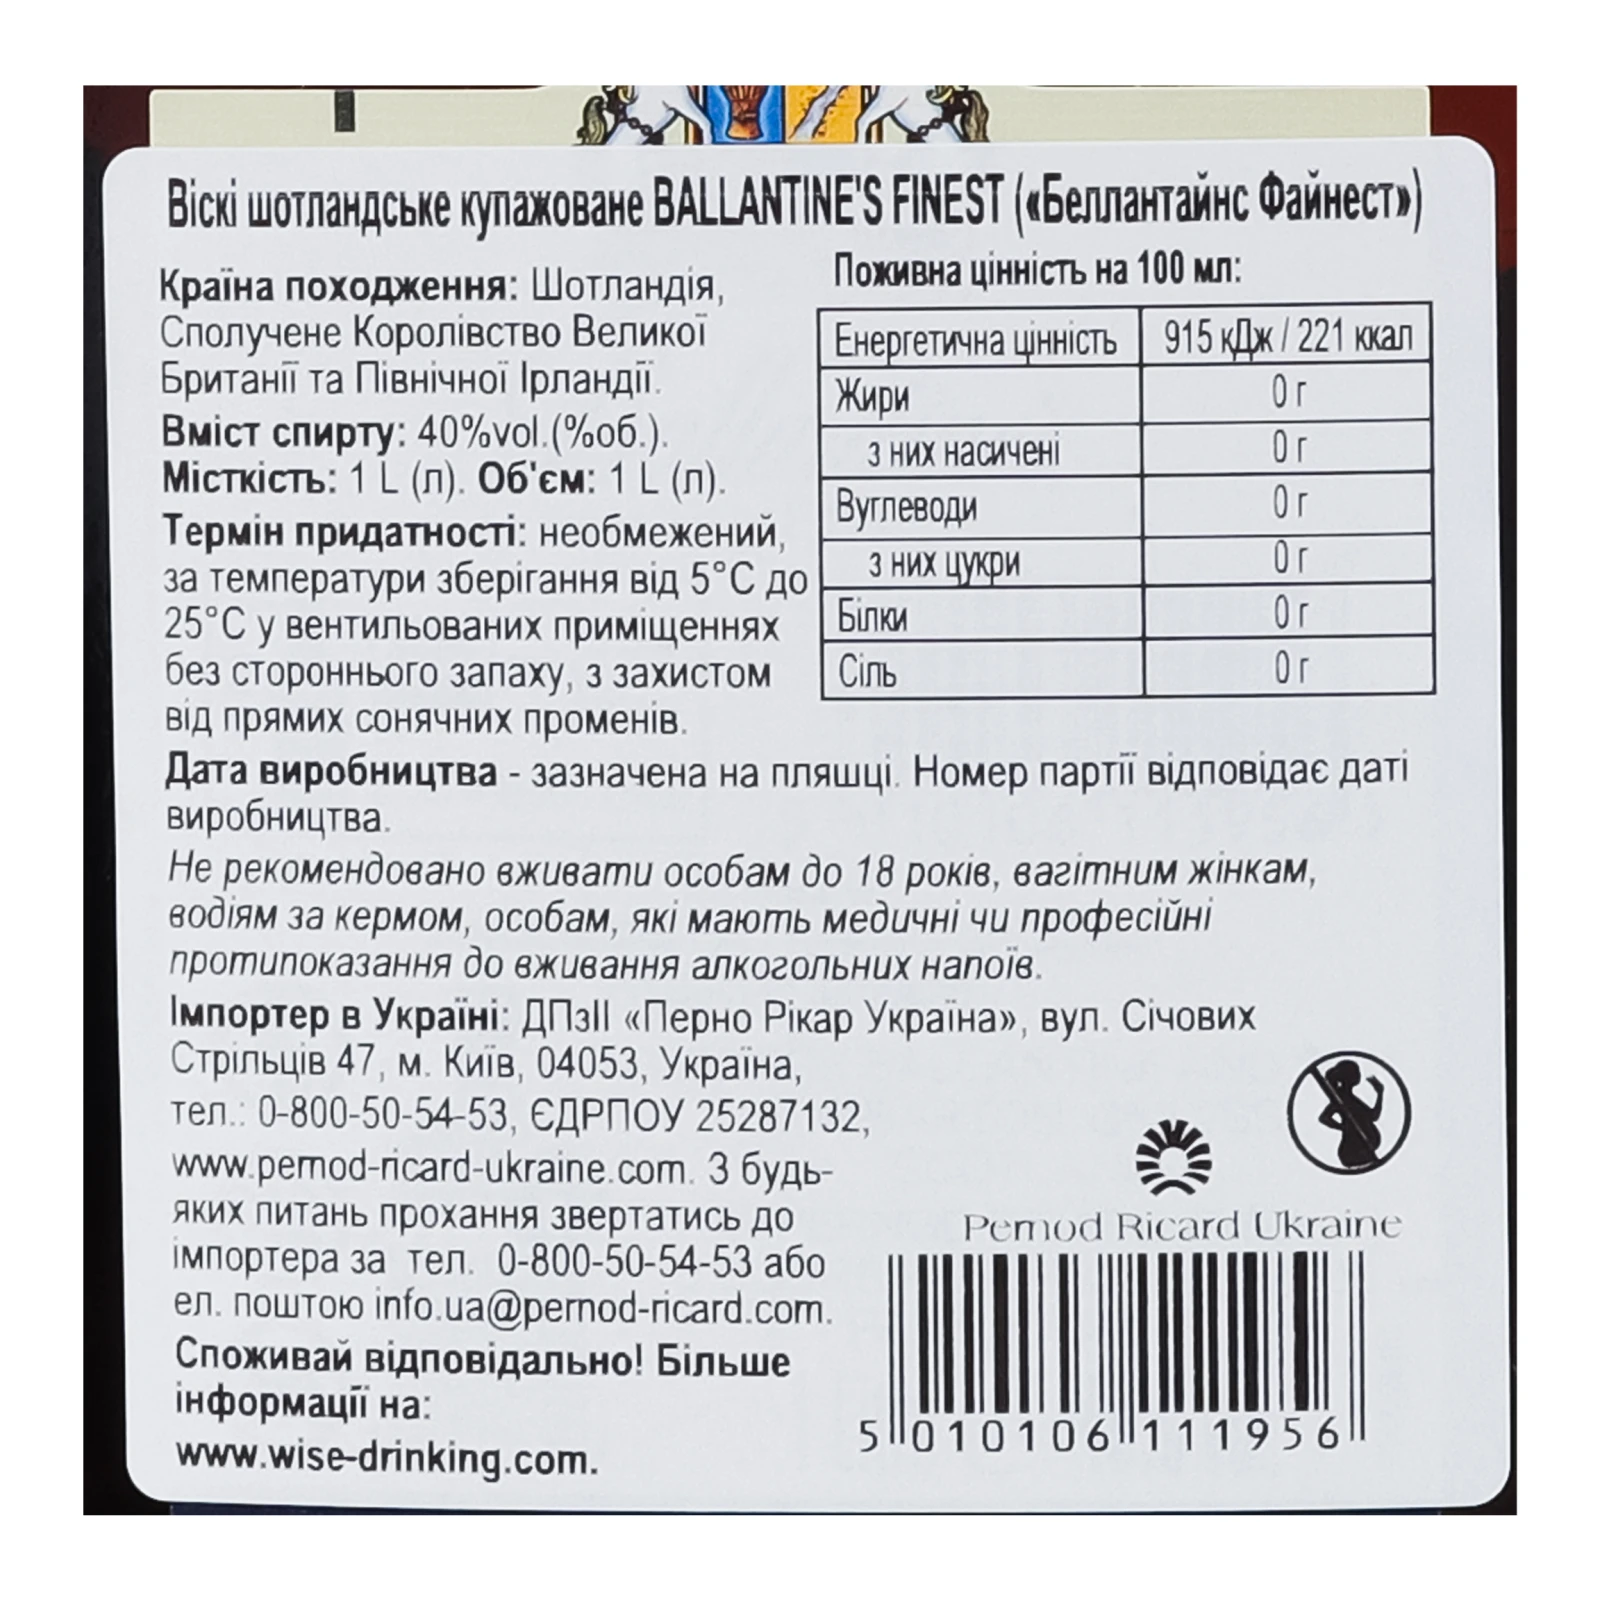 Віскі шотландське купажоване BALLANTINE'S FINEST («Беллантайнс Файнест»)
Країна походження: Шотландія,
Сполучене Королівство Великої
Британії та Північної Ірландії.
Вміст спирту: 40%vol.(%об.).
Місткість: 1 L (л). Об'єм: 1 L (л).
Термін придатності: необмежений,
за температури зберігання від 5°C до
25°C у вентильованих приміщеннях
без стороннього запаху, з захистом
від прямих сонячних променів.
Поживна цінність на 100 мл:
Енергетична цінність 915 кДж / 221 ккал
Жири 0 г
з них насичені 0 г
Вуглеводи 0 г
з них цукри 0 г
Білки 0 г
Сіль 0 г
Дата виробництва - зазначена на пляшці. Номер партії відповідає даті
виробництва.
Не рекомендовано вживати особам до 18 років, вагітним жінкам,
водіям за кермом, особам, які мають медичні чи професійні
протипоказання до вживання алкогольних напоїв.
Імпортер в Україні: ДПзІІ «Перно Рікар Україна», вул. Січових
Стрільців 47, м. Київ, 04053, Україна,
тел.: 0-800-50-54-53, ЄДРПОУ 25287132,
www.pernod-ricard-ukraine.com. З будь-
яких питань прохання звертатись до
імпортера за тел. 0-800-50-54-53 або
ел. поштою info.ua@pernod-ricard.com.
Споживай відповідально! Більше
інформації на:
www.wise-drinking.com.
Pernod Ricard Ukraine
5 010106 111956